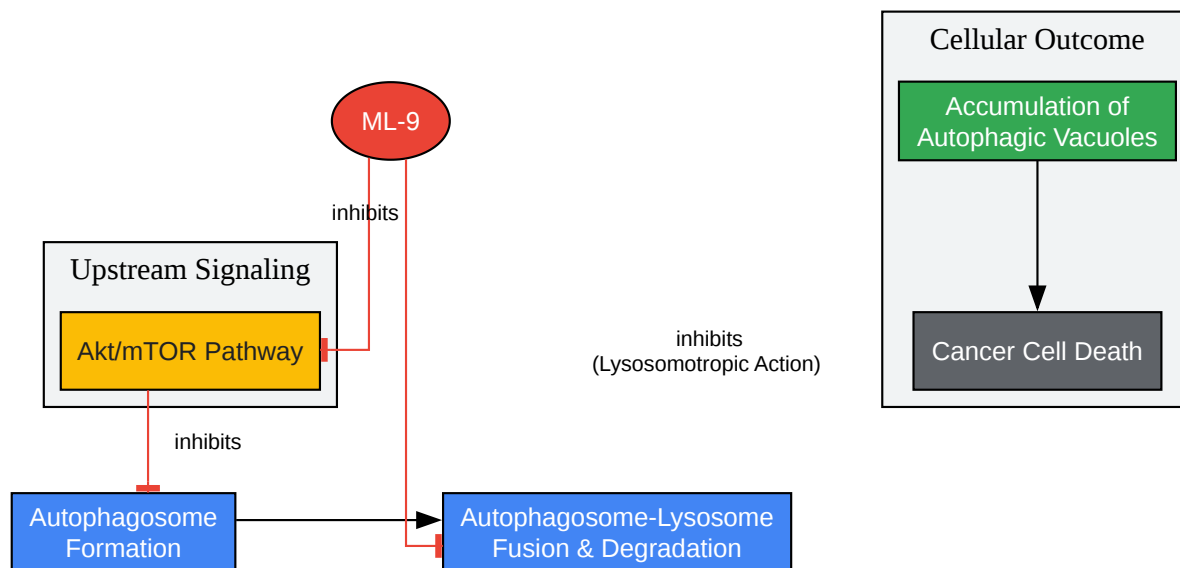 Cellular Outcome
Accumulation of
Autophagic Vacuoles
ML-9
inhibits
Upstream Signaling
Akt/mTOR Pathway
inhibits
(Lysosomotropic Action)
Cancer Cell Death
inhibits
Autophagosome
Formation
Autophagosome-Lysosome
Fusion & Degradation